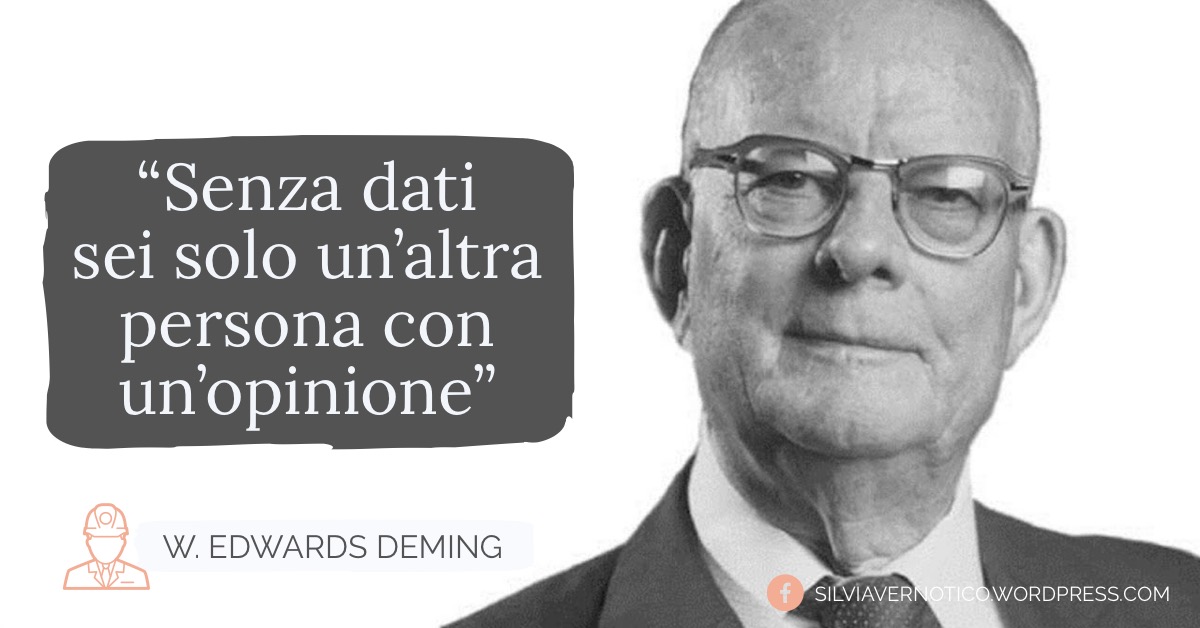 “Senza dati
sei solo un’altra
persona con
un’opinione”
W. EDWARDS DEMING
f SILVIAVERNOTICO.WORDPRESS.COM